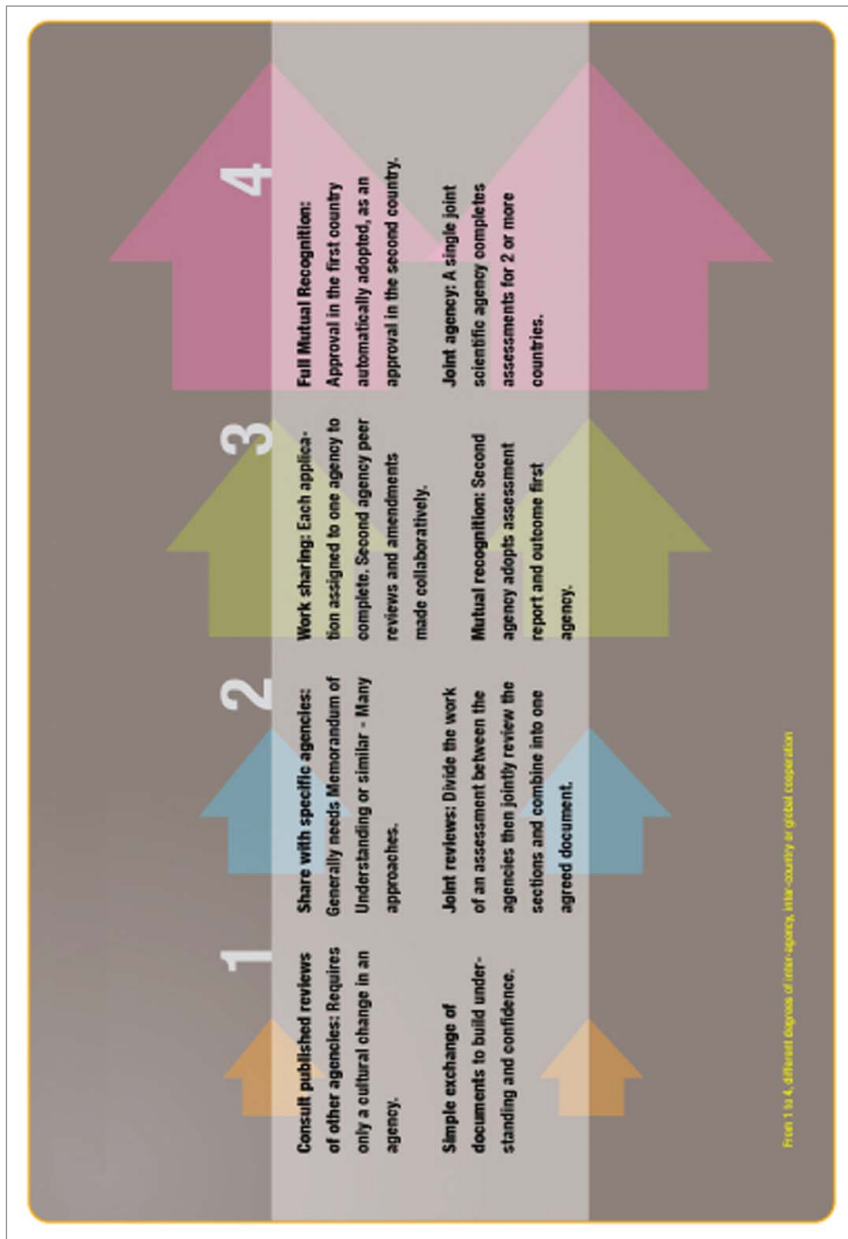 1
Consult published reviews
of other agencies: Requires
only a cultural change in an
agency.
Simple exchange of
documents to build under-
standing and confidence.
2
Share with specific agencies:
Generally needs Memorandum of
Understanding or similar - Many
approaches.
Joint reviews: Divide the work
of an assessment between the
agencies then jointly review the
sections and combine into one
agreed document.
3
Work sharing: Each applica-
tion assigned to one agency to
complete. Second agency peer
reviews and amendments
made collaboratively.
Mutual recognition: Second
agency adopts assessment
report and outcome first
agency.
4
Full Mutual Recognition:
Approval in the first country
automatically adopted, as an
approval in the second country.
Joint agency: A single joint
scientific agency completes
assessments for 2 or more
countries.
From 1 to 4, different degrees of inter-agency, inter-country or global cooperation